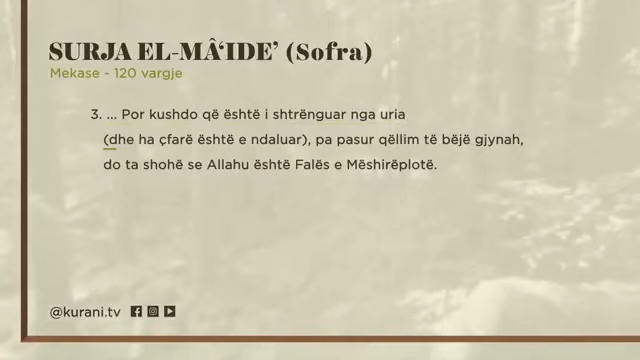 SURJA EL-MÂ‘IDE’ (Sofra)
Mekase - 120 vargje
3. ... Por kushdo që është i shtrënguar nga uria
(dhe ha çfarë është e ndaluar), pa pasur qëllim të bëjë gjynah,
do ta shohë se Allahu është Falës e Mëshirëplotë.
@kurani.tv